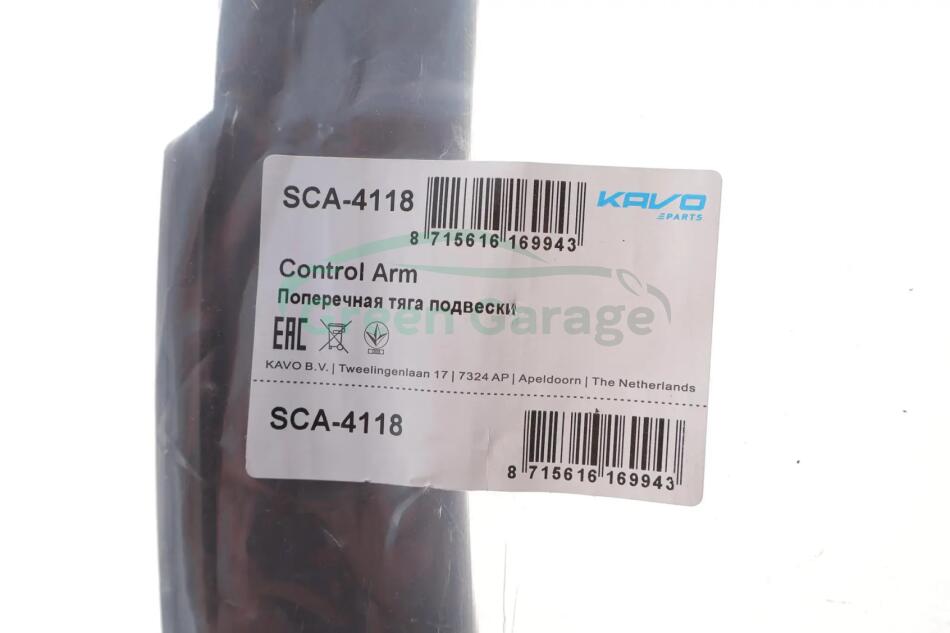 SCA-4118
KAVO
PARTS
8 715616 169943
Control Arm
Поперечная тяга подвески
Green Garage
EAC
KAVO B.V. | Tweelingenlaan 17 | 7324 AP | Apeldoorn | The Netherlands
SCA-4118
8 715616 169943